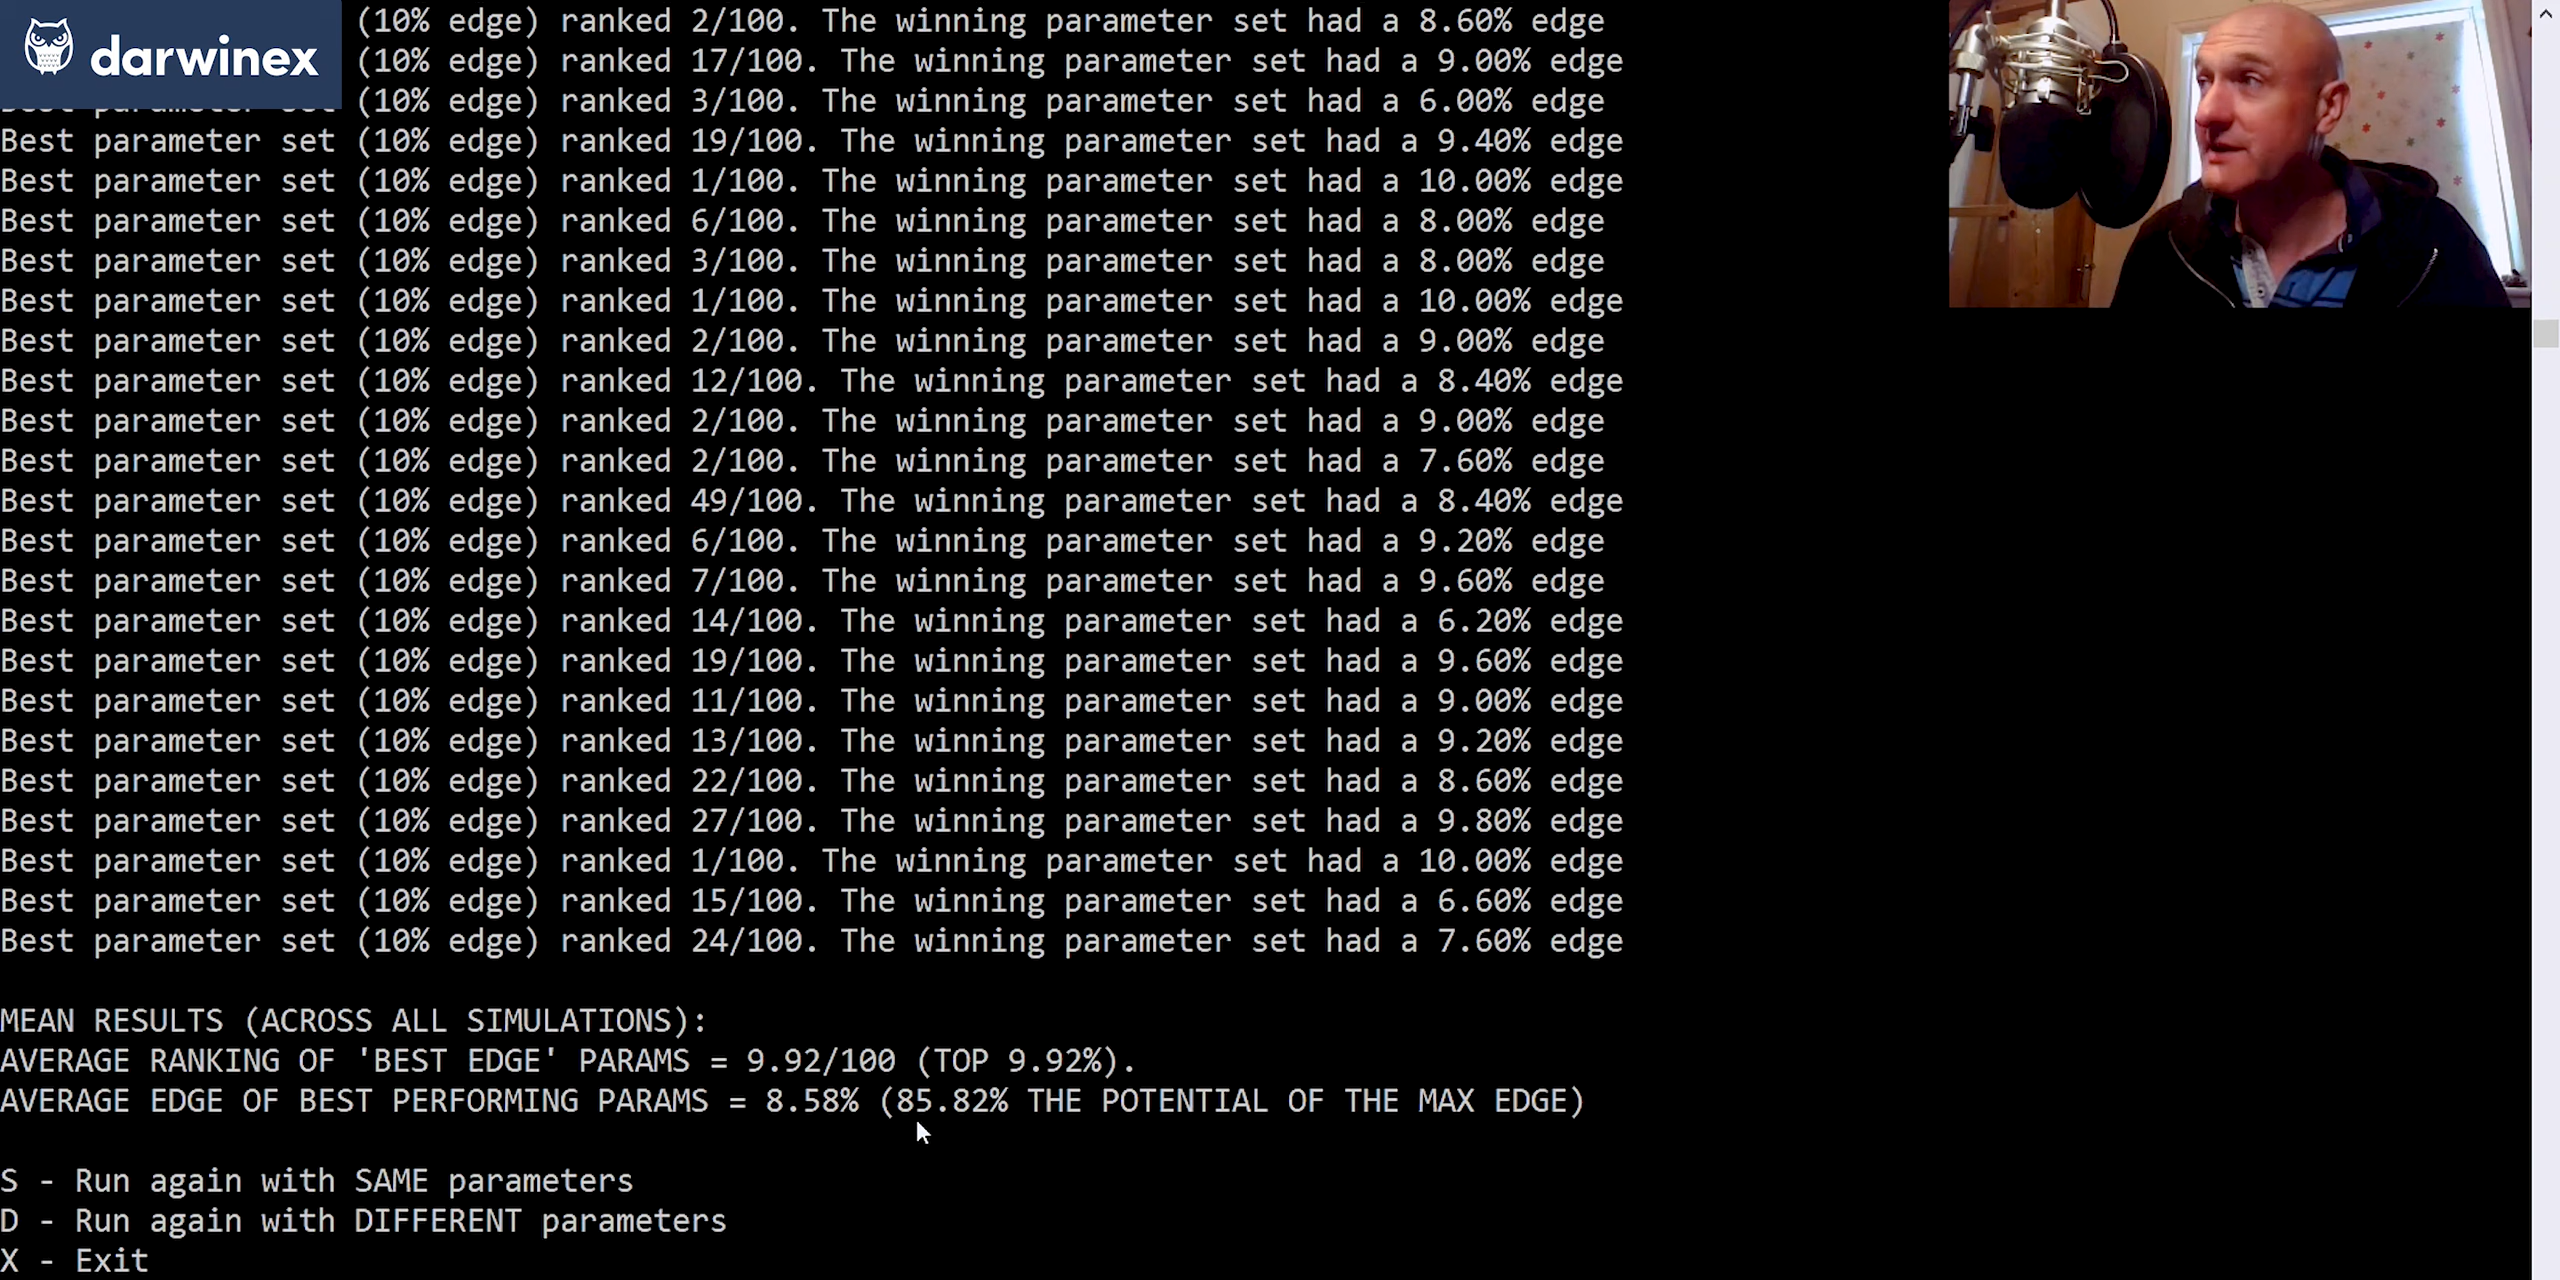 darwinex
(10% edge) ranked 2/100. The winning parameter set had a 8.60% edge
(10% edge) ranked 17/100. The winning parameter set had a 9.00% edge
Best parameter set (10% edge) ranked 3/100. The winning parameter set had a 6.00% edge
Best parameter set (10% edge) ranked 19/100. The winning parameter set had a 9.40% edge
Best parameter set (10% edge) ranked 1/100. The winning parameter set had a 10.00% edge
Best parameter set (10% edge) ranked 6/100. The winning parameter set had a 8.00% edge
Best parameter set (10% edge) ranked 3/100. The winning parameter set had a 8.00% edge
Best parameter set (10% edge) ranked 1/100. The winning parameter set had a 10.00% edge
Best parameter set (10% edge) ranked 2/100. The winning parameter set had a 9.00% edge
Best parameter set (10% edge) ranked 12/100. The winning parameter set had a 8.40% edge
Best parameter set (10% edge) ranked 2/100. The winning parameter set had a 9.00% edge
Best parameter set (10% edge) ranked 2/100. The winning parameter set had a 7.60% edge
Best parameter set (10% edge) ranked 49/100. The winning parameter set had a 8.40% edge
Best parameter set (10% edge) ranked 6/100. The winning parameter set had a 9.20% edge
Best parameter set (10% edge) ranked 7/100. The winning parameter set had a 9.60% edge
Best parameter set (10% edge) ranked 14/100. The winning parameter set had a 6.20% edge
Best parameter set (10% edge) ranked 19/100. The winning parameter set had a 9.60% edge
Best parameter set (10% edge) ranked 11/100. The winning parameter set had a 9.00% edge
Best parameter set (10% edge) ranked 13/100. The winning parameter set had a 9.20% edge
Best parameter set (10% edge) ranked 22/100. The winning parameter set had a 8.60% edge
Best parameter set (10% edge) ranked 27/100. The winning parameter set had a 9.80% edge
Best parameter set (10% edge) ranked 1/100. The winning parameter set had a 10.00% edge
Best parameter set (10% edge) ranked 15/100. The winning parameter set had a 6.60% edge
Best parameter set (10% edge) ranked 24/100. The winning parameter set had a 7.60% edge
MEAN RESULTS (ACROSS ALL SIMULATIONS):
AVERAGE RANKING OF 'BEST EDGE' PARAMS = 9.92/100 (TOP 9.92%).
AVERAGE EDGE OF BEST PERFORMING PARAMS = 8.58% (85.82% THE POTENTIAL OF THE MAX EDGE)
S - Run again with SAME parameters
D - Run again with DIFFERENT parameters
X - Exit